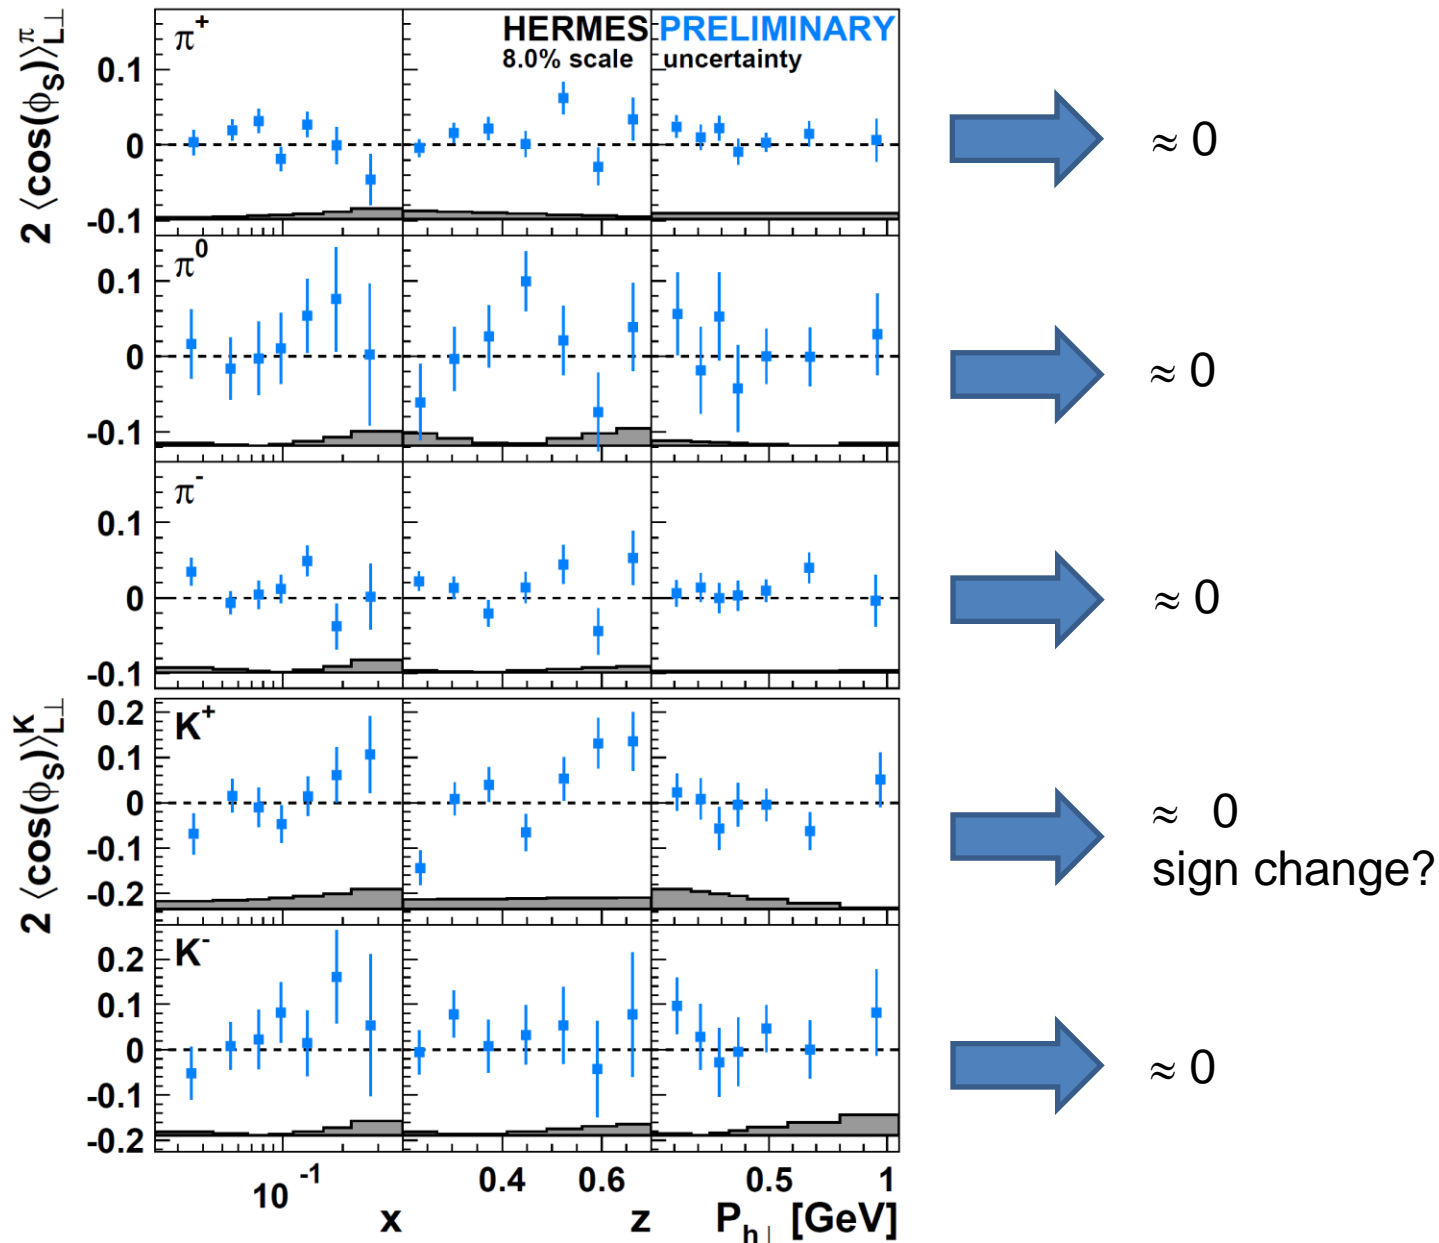 2 ⟨cos(ϕ_S)⟩^π_L⊥
π⁺
HERMES PRELIMINARY
8.0% scale uncertainty
0.1
0
-0.1
≈ 0
π⁰
0.1
0
-0.1
≈ 0
π⁻
0.1
0
-0.1
≈ 0
2 ⟨cos(ϕ_S)⟩^K_L⊥
K⁺
0.2
0.1
0
-0.1
-0.2
≈ 0
sign change?
K⁻
0.2
0.1
0
-0.1
-0.2
≈ 0
10⁻¹
0.4 0.6
0.5 1
x
z
P_h⊥ [GeV]